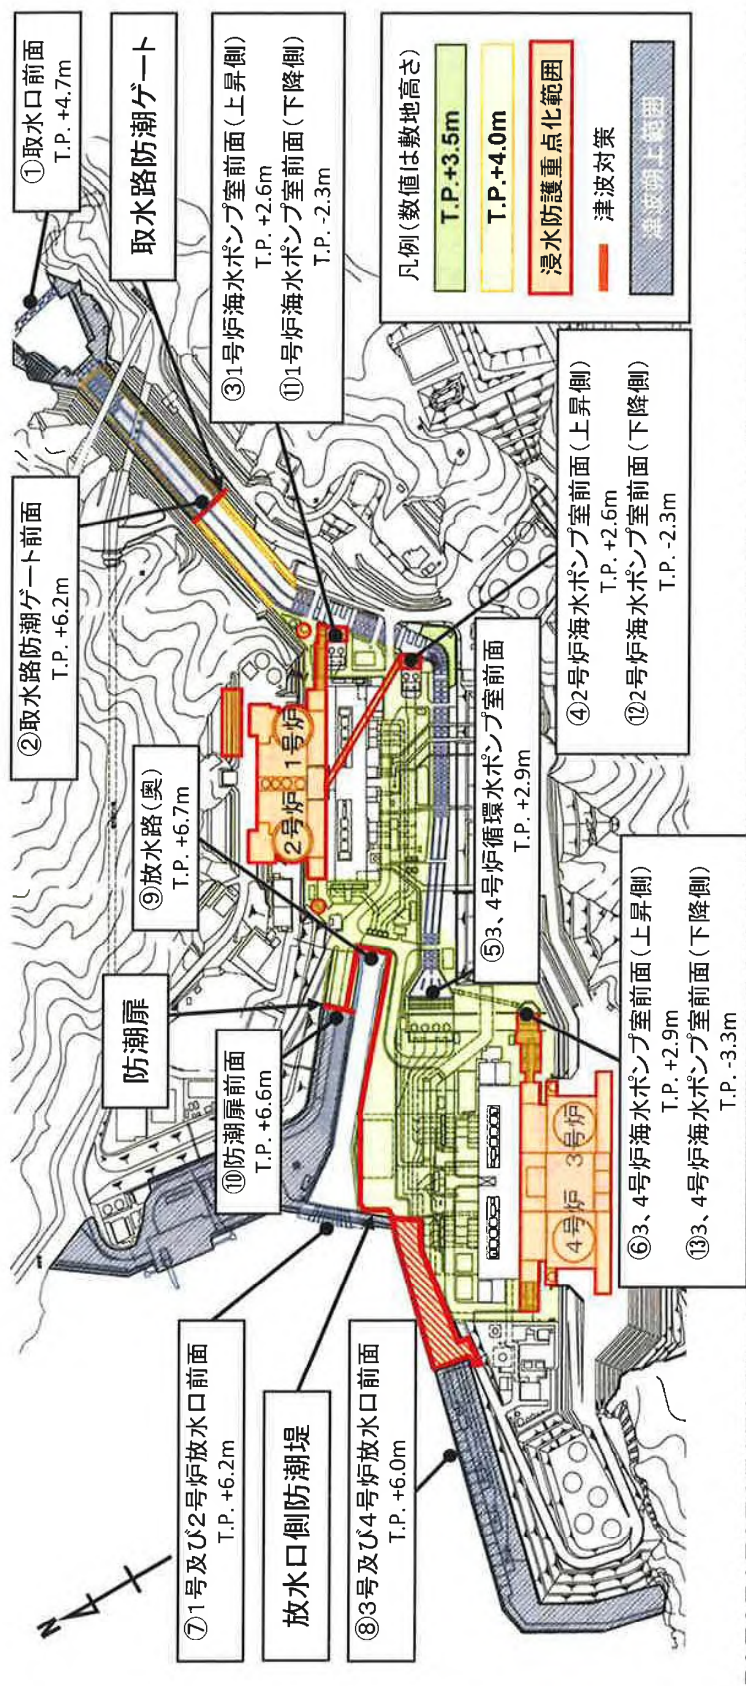 ①取水口前面
T.P. +4.7m
取水路防潮ゲート
③1号炉海水ポンプ室前面(上昇側)
T.P. +2.6m
⑪1号炉海水ポンプ室前面(下降側)
T.P. -2.3m
凡例(数値は敷地高さ)
T.P.+3.5m
T.P.+4.0m
浸水防護重点化範囲
津波対策
津波遡上範囲
②取水路防潮ゲート前面
T.P. +6.2m
④2号炉海水ポンプ室前面(上昇側)
T.P. +2.6m
⑫2号炉海水ポンプ室前面(下降側)
T.P. -2.3m
1号炉
2号炉
⑨放水路(奥)
T.P. +6.7m
⑤3、4号炉循環水ポンプ室前面
T.P. +2.9m
防潮扉
⑩防潮扉前面
T.P. +6.6m
3号炉
4号炉
⑥3、4号炉海水ポンプ室前面(上昇側)
T.P. +2.9m
⑬3、4号炉海水ポンプ室前面(下降側)
T.P. -3.3m
⑦1号及び2号炉放水口前面
T.P. +6.2m
放水口側防潮堤
⑧3号及び4号炉放水口前面
T.P. +6.0m
N